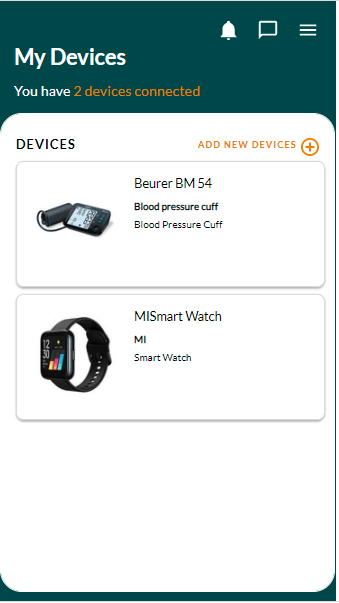 My Devices
You have 2 devices connected
DEVICES
ADD NEW DEVICES
Beurer BM 54
Blood pressure cuff
Blood Pressure Cuff
MISmart Watch
MI
Smart Watch